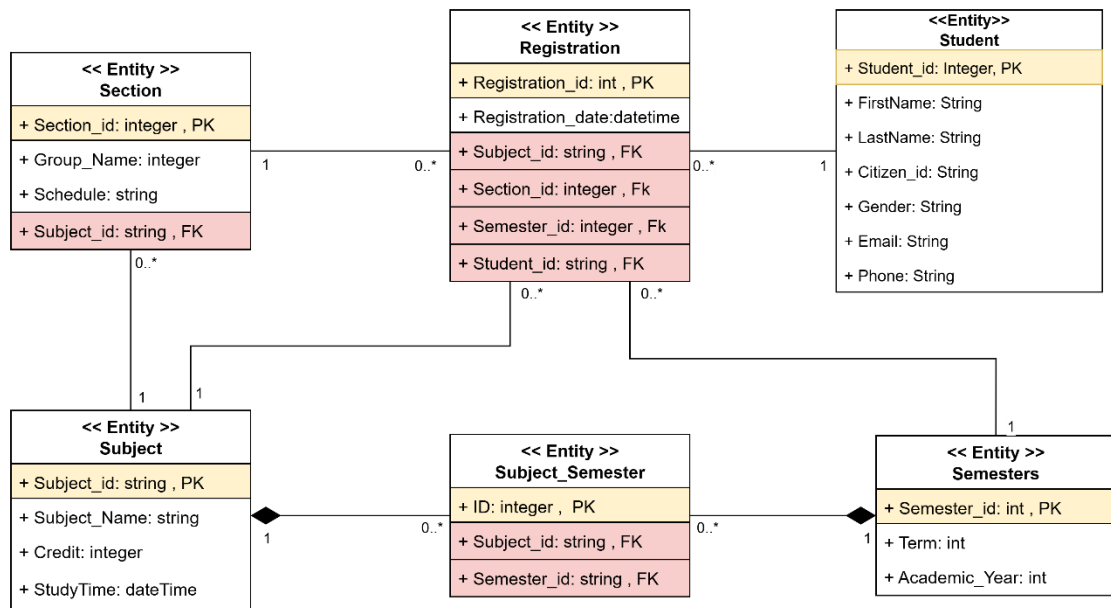 << Entity >>
Section
+ Section_id: integer , PK
+ Group_Name: integer
+ Schedule: string
+ Subject_id: string , FK
<< Entity >>
Registration
+ Registration_id: int , PK
+ Registration_date:datetime
+ Subject_id: string , FK
+ Section_id: integer , Fk
+ Semester_id: integer , Fk
+ Student_id: string , FK
<<Entity>>
Student
+ Student_id: Integer, PK
+ FirstName: String
+ LastName: String
+ Citizen_id: String
+ Gender: String
+ Email: String
+ Phone: String
1
0..*
0..*
1
0..*
0..*
0..*
1
1
1
<< Entity >>
Subject
+ Subject_id: string , PK
+ Subject_Name: string
+ Credit: integer
+ StudyTime: dateTime
1
0..*
<< Entity >>
Subject_Semester
+ ID: integer , PK
+ Subject_id: string , FK
+ Semester_id: string , FK
0..*
1
<< Entity >>
Semesters
+ Semester_id: int , PK
+ Term: int
+ Academic_Year: int